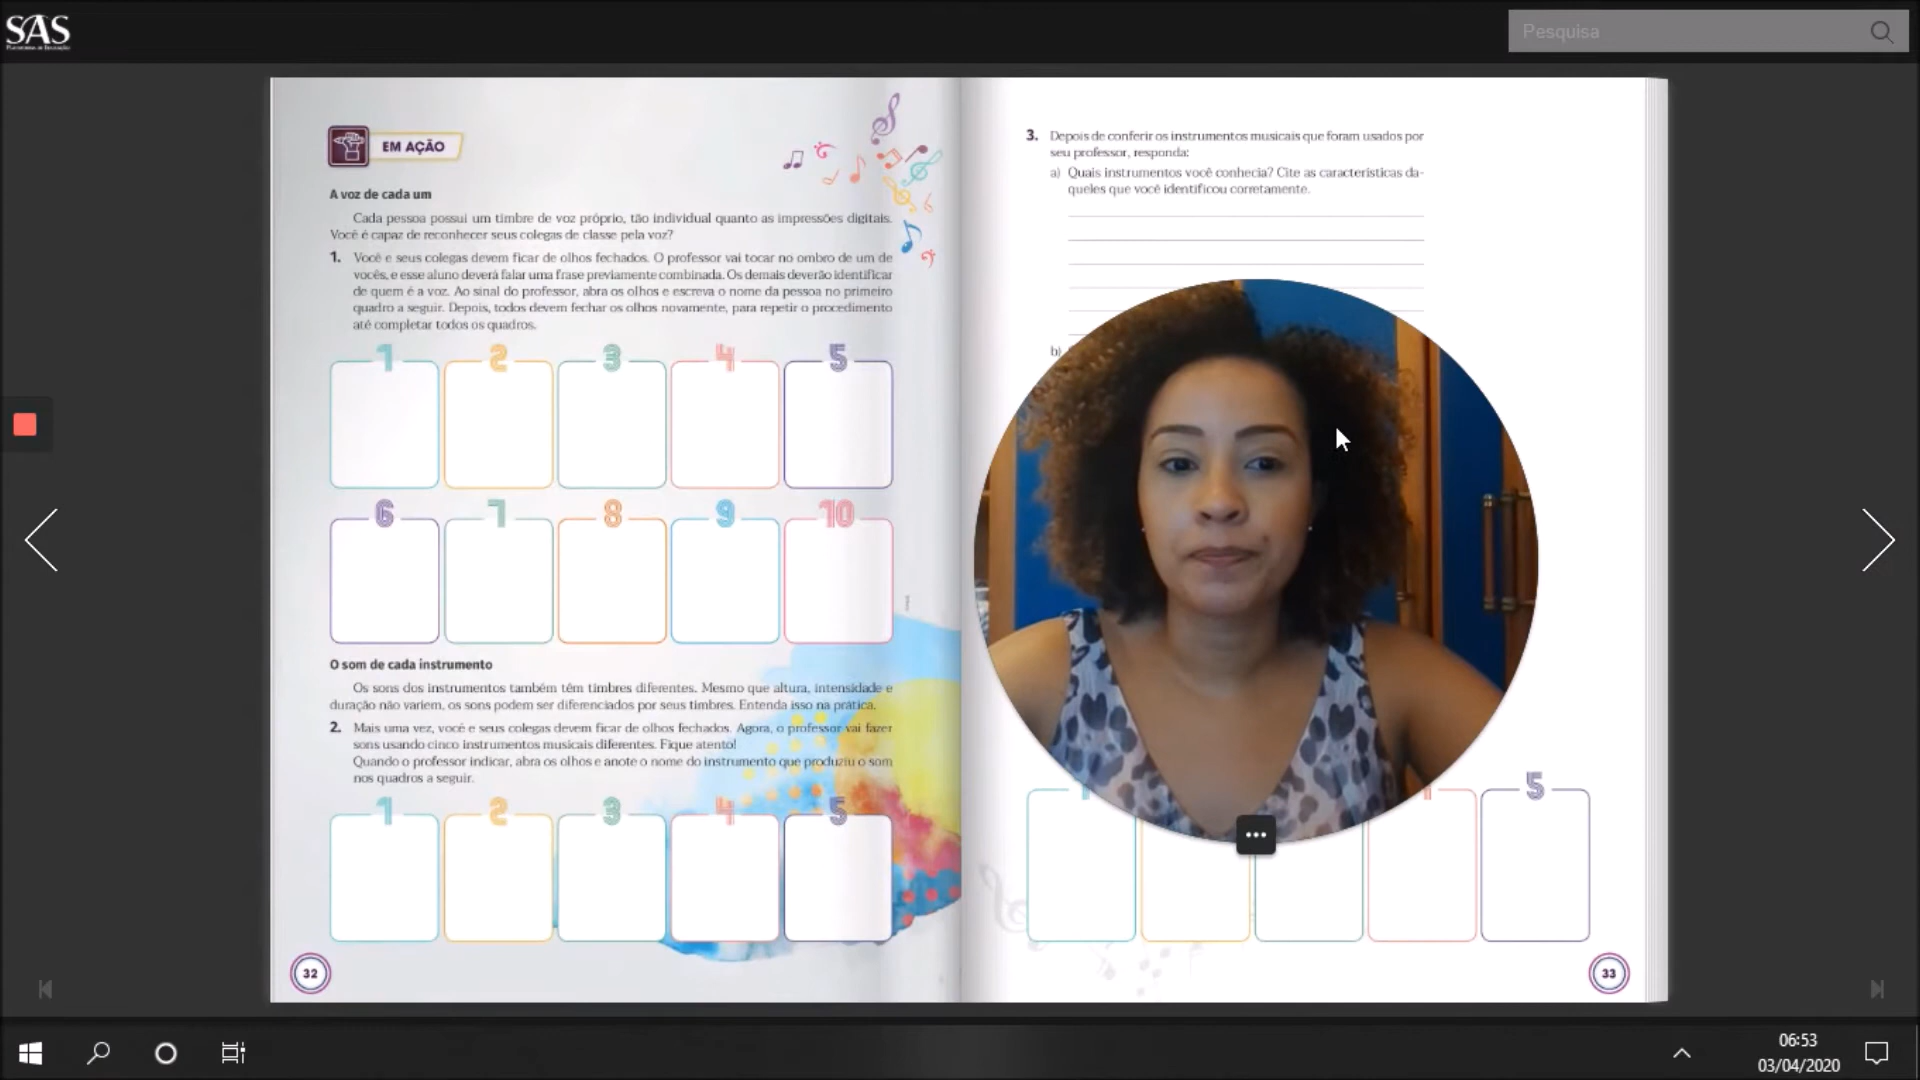 SAS
Pesquisa
EM AÇÃO
A voz de cada um
Cada pessoa possui um timbre de voz próprio, tão individual quanto as impressões digitais.
Você é capaz de reconhecer seus colegas de classe pela voz?
1. Você e seus colegas devem ficar de olhos fechados. O professor vai tocar no ombro de um de
vocês, e esse aluno deverá falar uma frase previamente combinada. Os demais deverão identificar
de quem é a voz. Ao sinal do professor, abra os olhos e escreva o nome da pessoa no primeiro
quadro a seguir. Depois, todos devem fechar os olhos novamente, para repetir o procedimento
até completar todos os quadros.
1 2 3 4 5
6 7 8 9 10
O som de cada instrumento
Os sons dos instrumentos também têm timbres diferentes. Mesmo que altura, intensidade e
duração não variem, os sons podem ser diferenciados por seus timbres. Entenda isso na prática.
2. Mais uma vez, você e seus colegas devem ficar de olhos fechados. Agora, o professor vai fazer
sons usando cinco instrumentos musicais diferentes. Fique atento!
Quando o professor indicar, abra os olhos e anote o nome do instrumento que produziu o som
nos quadros a seguir.
1 2 3 4 5
32
3. Depois de conferir os instrumentos musicais que foram usados por
seu professor, responda:
a) Quais instrumentos você conhecia? Cite as características da-
queles que você identificou corretamente.
b)
5
33
06:53
03/04/2020